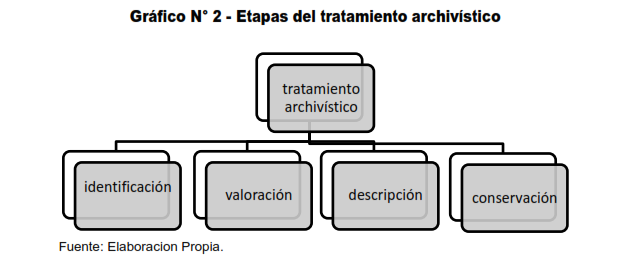 Gráfico N° 2 - Etapas del tratamiento archivístico
tratamiento
archivístico
identificación
valoración
descripción
conservación
Fuente: Elaboracion Propia.